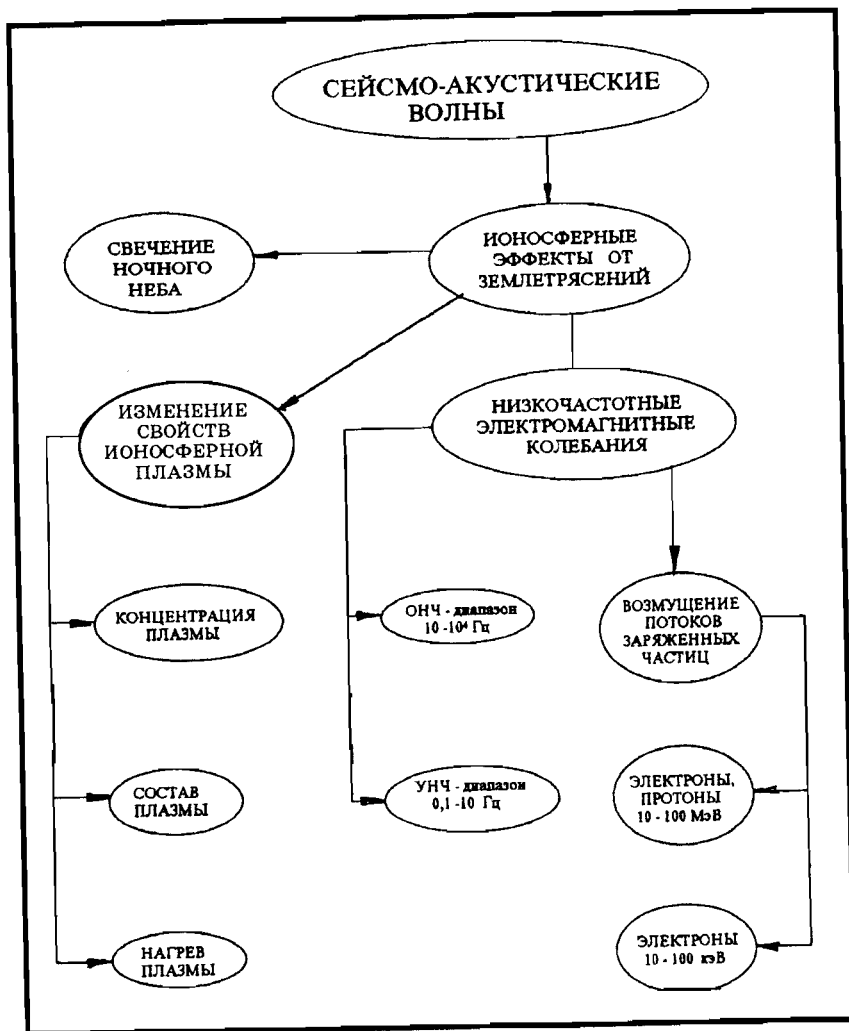 СЕЙСМО-АКУСТИЧЕСКИЕ
ВОЛНЫ
СВЕЧЕНИЕ
НОЧНОГО
НЕБА
ИОНОСФЕРНЫЕ
ЭФФЕКТЫ ОТ
ЗЕМЛЕТРЯСЕНИЙ
ИЗМЕНЕНИЕ
СВОЙСТВ
ИОНОСФЕРНОЙ
ПЛАЗМЫ
НИЗКОЧАСТОТНЫЕ
ЭЛЕКТРОМАГНИТНЫЕ
КОЛЕБАНИЯ
КОНЦЕНТРАЦИЯ
ПЛАЗМЫ
ОНЧ - диапазон
10 -10⁴ Гц
ВОЗМУЩЕНИЕ
ПОТОКОВ
ЗАРЯЖЕННЫХ
ЧАСТИЦ
СОСТАВ
ПЛАЗМЫ
УНЧ - диапазон
0,1 -10 Гц
ЭЛЕКТРОНЫ,
ПРОТОНЫ
10 - 100 МэВ
НАГРЕВ
ПЛАЗМЫ
ЭЛЕКТРОНЫ
10 - 100 кэВ